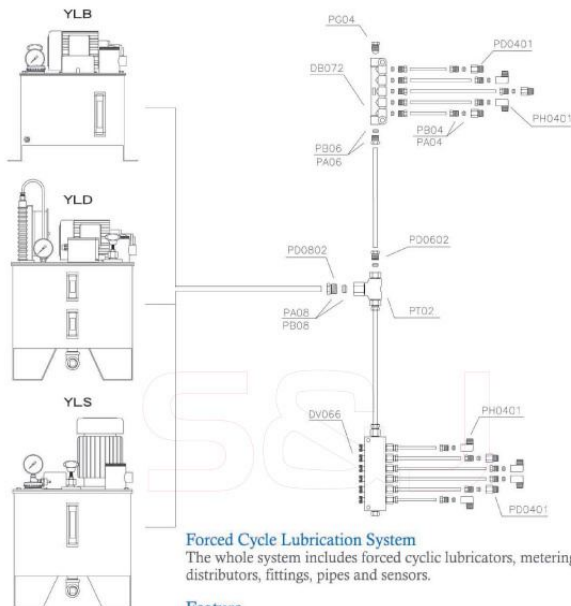 YLB
PG04
PD0401
DB072
PH0401
PB04
PA04
PB06
PA06
YLD
PD0802
PD0602
PA08
PB08
PT02
S&J
YLS
DV066
PH0401
PD0401
Forced Cycle Lubrication System
The whole system includes forced cyclic lubricators, metering
distributors, fittings, pipes and sensors.